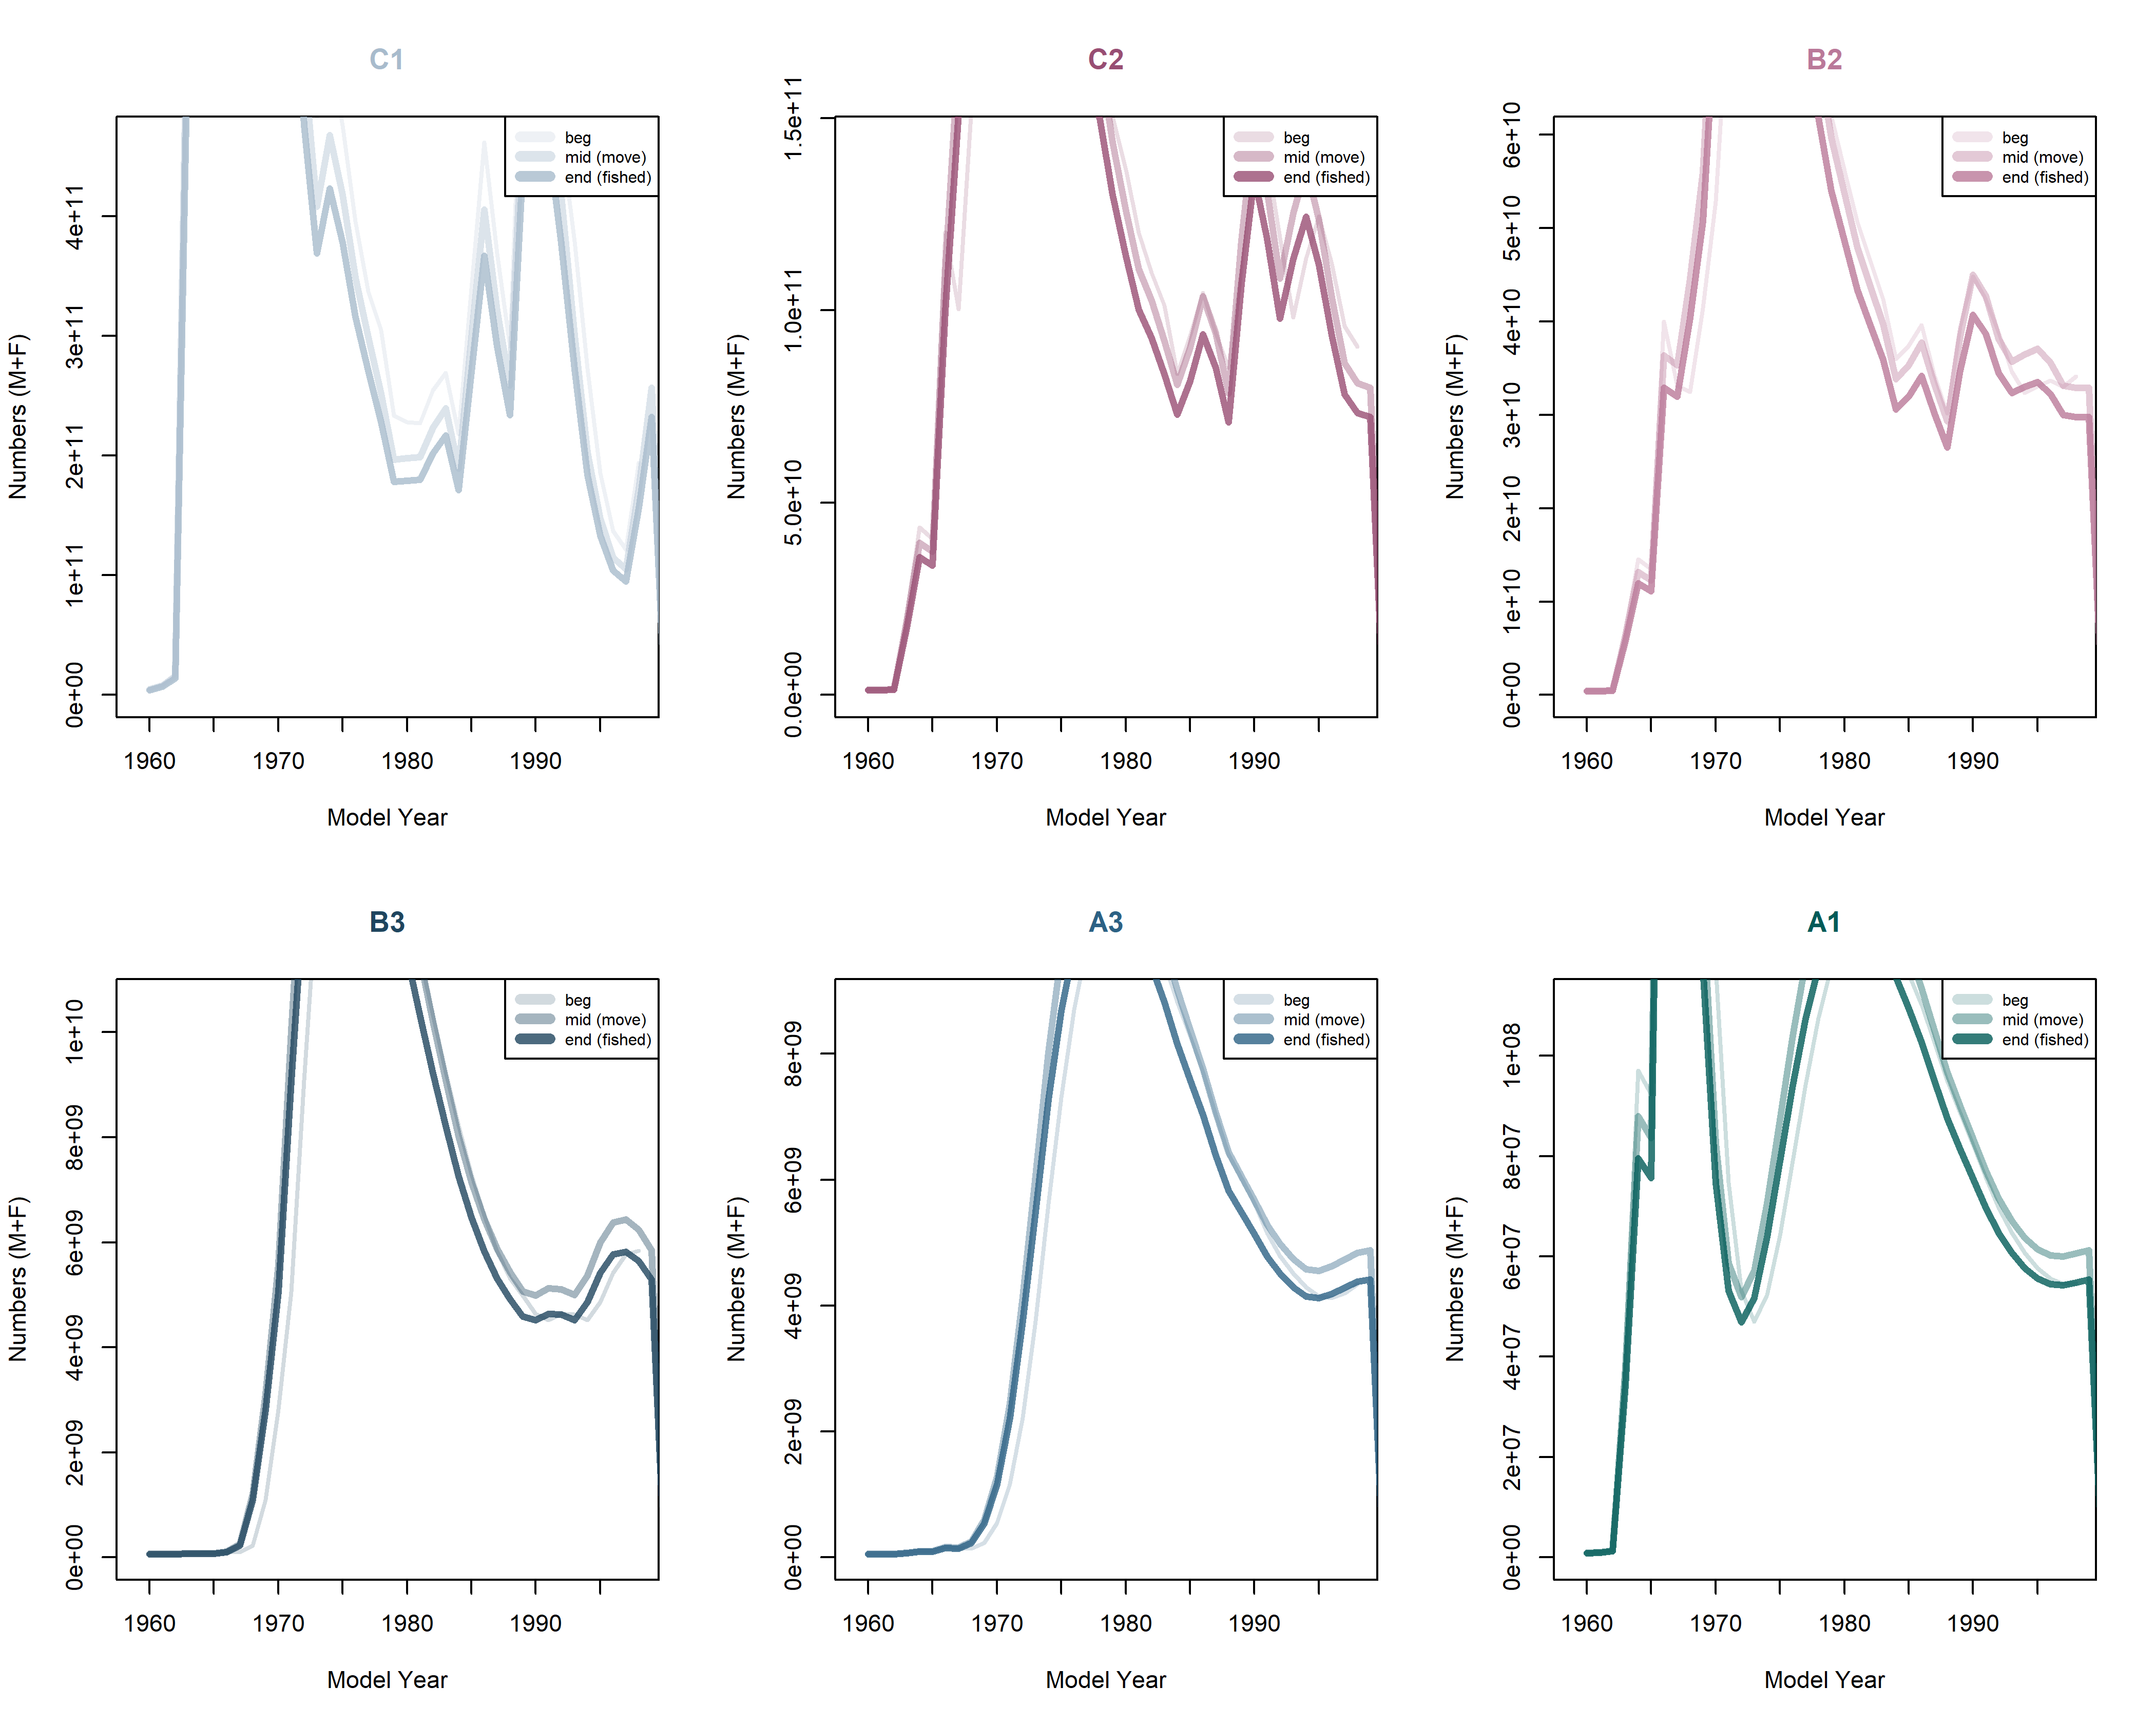 C1
beg
mid (move)
end (fished)
Numbers (M+F)
4e+11
3e+11
2e+11
1e+11
0e+00
1960 1970 1980 1990
Model Year
C2
beg
mid (move)
end (fished)
Numbers (M+F)
1.5e+11
1.0e+11
5.0e+10
0.0e+00
1960 1970 1980 1990
Model Year
B2
beg
mid (move)
end (fished)
Numbers (M+F)
6e+10
5e+10
4e+10
3e+10
2e+10
1e+10
0e+00
1960 1970 1980 1990
Model Year
B3
beg
mid (move)
end (fished)
Numbers (M+F)
1e+10
8e+09
6e+09
4e+09
2e+09
0e+00
1960 1970 1980 1990
Model Year
A3
beg
mid (move)
end (fished)
Numbers (M+F)
8e+09
6e+09
4e+09
2e+09
0e+00
1960 1970 1980 1990
Model Year
A1
beg
mid (move)
end (fished)
Numbers (M+F)
1e+08
8e+07
6e+07
4e+07
2e+07
0e+00
1960 1970 1980 1990
Model Year